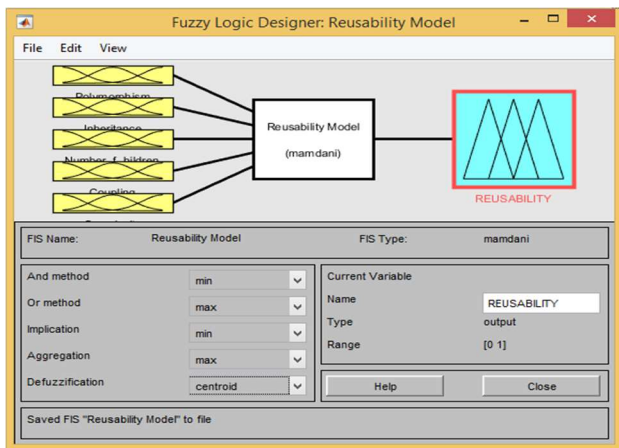 Fuzzy Logic Designer: Reusability Model
File Edit View
Polymorphism
Inheritance
Coupling
Reusability Model
(mamdani)
REUSABILITY
FIS Name: Reusability Model FIS Type: mamdani
And method min
Or method max
Implication min
Aggregation max
Defuzzification centroid
Current Variable
Name REUSABILITY
Type output
Range [0 1]
Help Close
Saved FIS "Reusability Model" to file